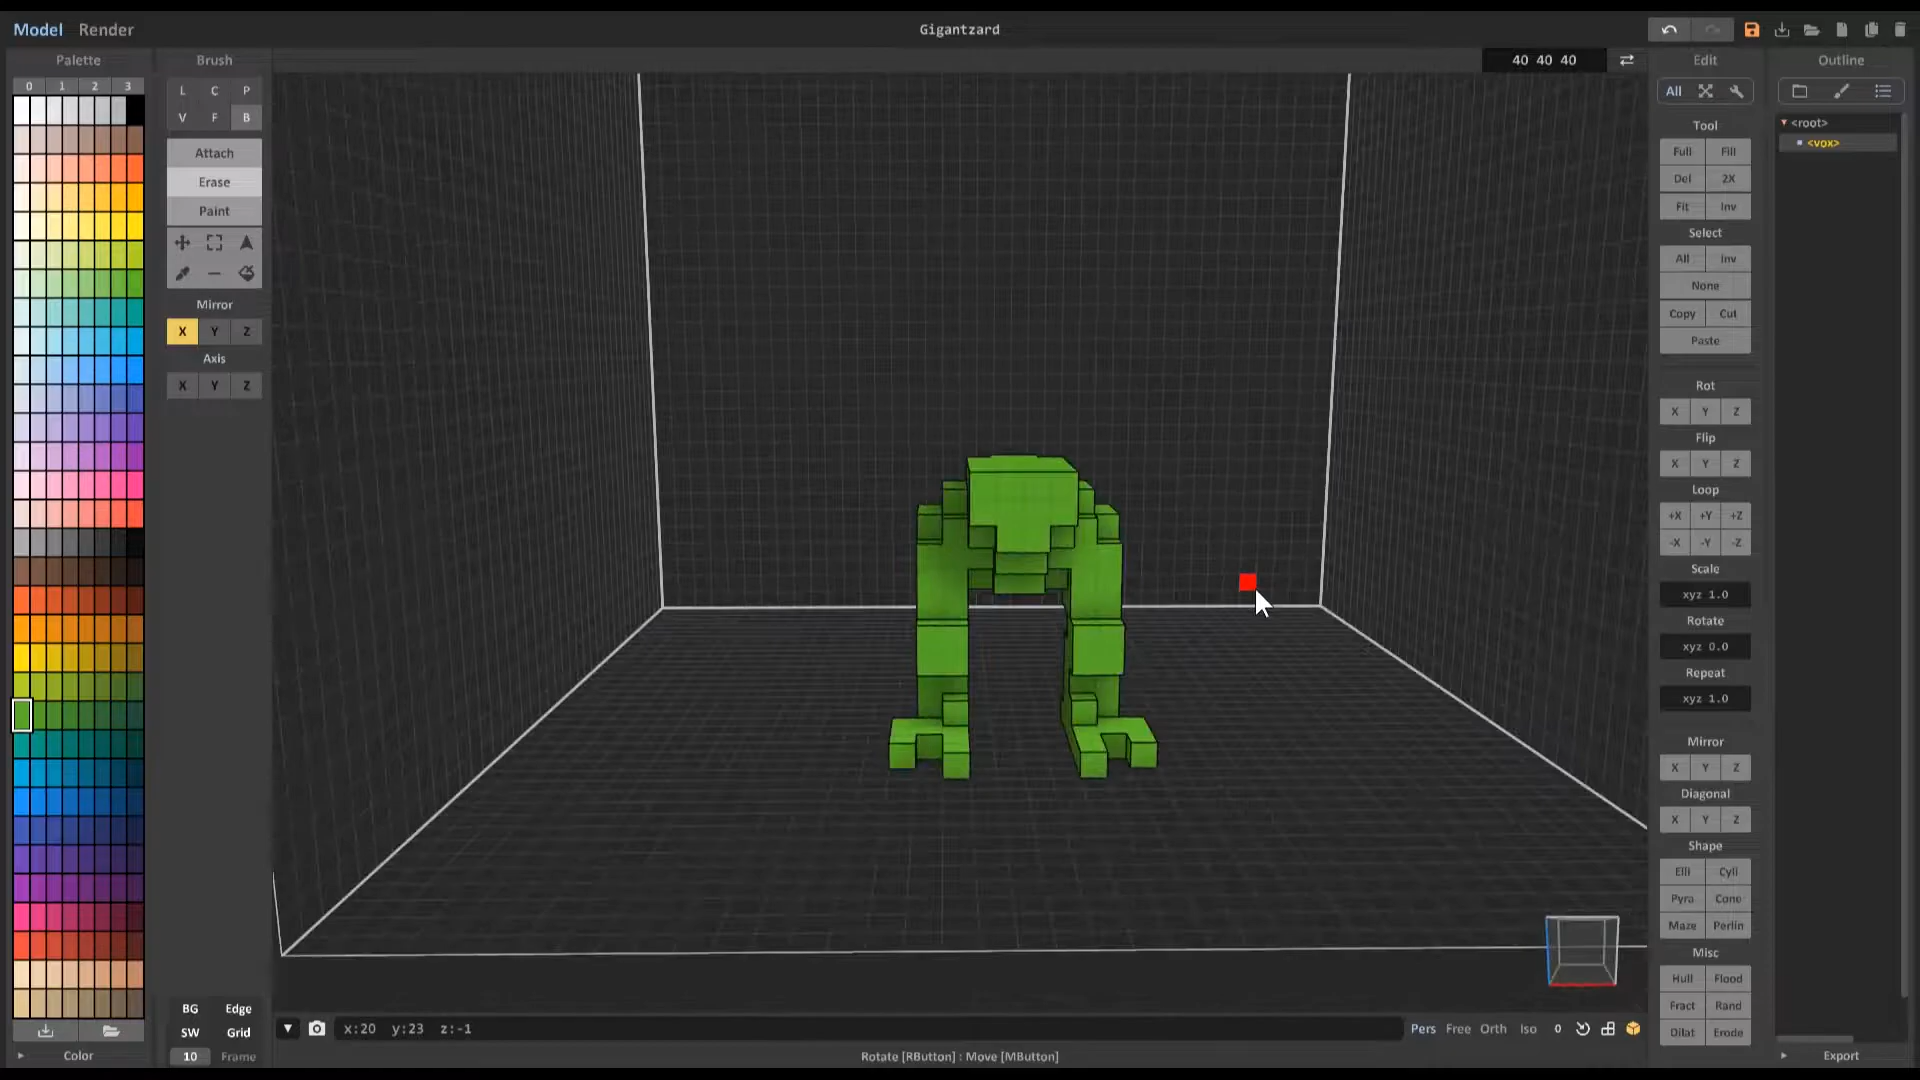 Model Render
Gigantzard
40 40 40
Palette
0 1 2 3
Brush
L C P
V F B
Attach
Erase
Paint
Mirror
X Y Z
Axis
X Y Z
Edit
All
Tool
Full Fill
Del 2X
Fit Inv
Select
All Inv
None
Copy Cut
Paste
Rot
X Y Z
Flip
X Y Z
Loop
+X +Y +Z
-X -Y -Z
Scale
xyz 1.0
Rotate
xyz 0.0
Repeat
xyz 1.0
Mirror
X Y Z
Diagonal
X Y Z
Shape
Elli Cyli
Pyra Cone
Maze Perlin
Misc
Hull Flood
Fract Rand
Dilat Erode
Outline
<root>
<vox>
BG Edge
SW Grid
10 Frame
Color
x:20 y:23 z:-1
Pers Free Orth Iso 0
Rotate [RButton] : Move [MButton]
Export